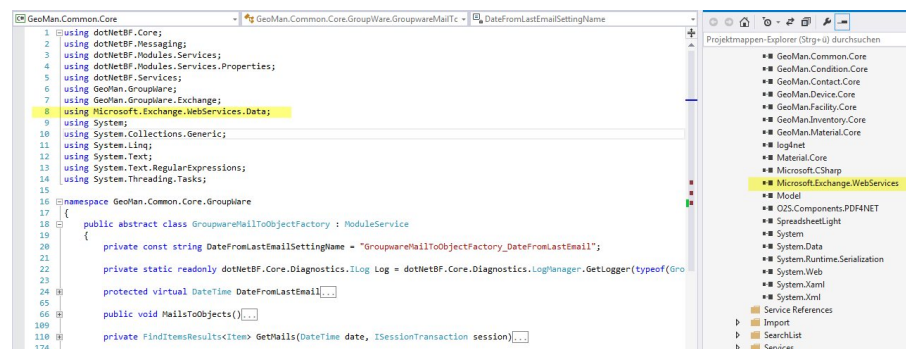 GeoMan.Common.Core
GeoMan.Common.Core.GroupWare.GroupwareMailTc
DateFromLastEmailSettingName
1 using dotNetBF.Core;
2 using dotNetBF.Messaging;
3 using dotNetBF.Modules.Services;
4 using dotNetBF.Modules.Services.Properties;
5 using dotNetBF.Services;
6 using GeoMan.GroupWare;
7 using GeoMan.GroupWare.Exchange;
8 using Microsoft.Exchange.WebServices.Data;
9 using System;
10 using System.Collections.Generic;
11 using System.Linq;
12 using System.Text;
13 using System.Text.RegularExpressions;
14 using System.Threading.Tasks;
15
16 namespace GeoMan.Common.Core.GroupWare
17 {
18 public abstract class GroupwareMailToObjectFactory : ModuleService
19 {
20 private const string DateFromLastEmailSettingName = "GroupwareMailToObjectFactory_DateFromLastEmail";
21
22 private static readonly dotNetBF.Core.Diagnostics.ILog Log = dotNetBF.Core.Diagnostics.LogManager.GetLogger(typeof(Gro
23
24 protected virtual DateTime DateFromLastEmail...
65
66 public void MailsToObjects()...
109
110 private FindItemsResults<Item> GetMails(DateTime date, ISessionTransaction session)...
174
Projektmappen-Explorer (Strg+ü) durchsuchen
GeoMan.Common.Core
GeoMan.Condition.Core
GeoMan.Contact.Core
GeoMan.Device.Core
GeoMan.Facility.Core
GeoMan.Inventory.Core
GeoMan.Material.Core
log4net
Material.Core
Microsoft.CSharp
Microsoft.Exchange.WebServices
Model
O2S.Components.PDF4NET
SpreadsheetLight
System
System.Data
System.Runtime.Serialization
System.Web
System.Xaml
System.Xml
Service References
Import
SearchList
Services